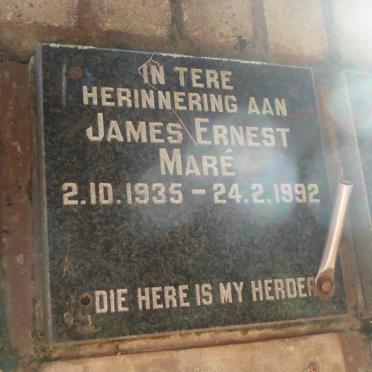 IN TERE
HERINNERING AAN
JAMES ERNEST
MARÉ
2.10.1935 – 24.2.1992
DIE HERE IS MY HERDER